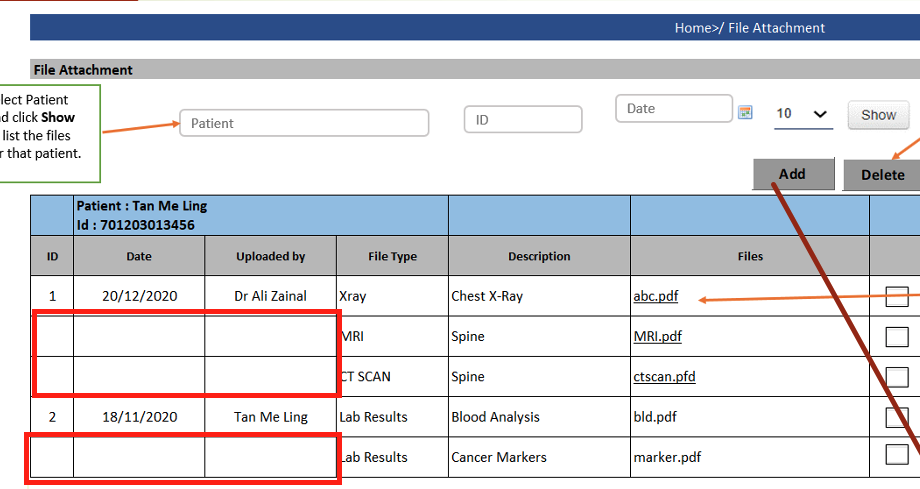 Home>/ File Attachment
File Attachment
lect Patient
nd click Show
list the files
r that patient.
Patient
ID
Date
10
Show
Add
Delete
Patient : Tan Me Ling
Id : 701203013456
ID Date Uploaded by File Type Description Files
1 20/12/2020 Dr Ali Zainal Xray Chest X-Ray abc.pdf
MRI Spine MRI.pdf
CT SCAN Spine ctscan.pfd
2 18/11/2020 Tan Me Ling Lab Results Blood Analysis bld.pdf
Lab Results Cancer Markers marker.pdf